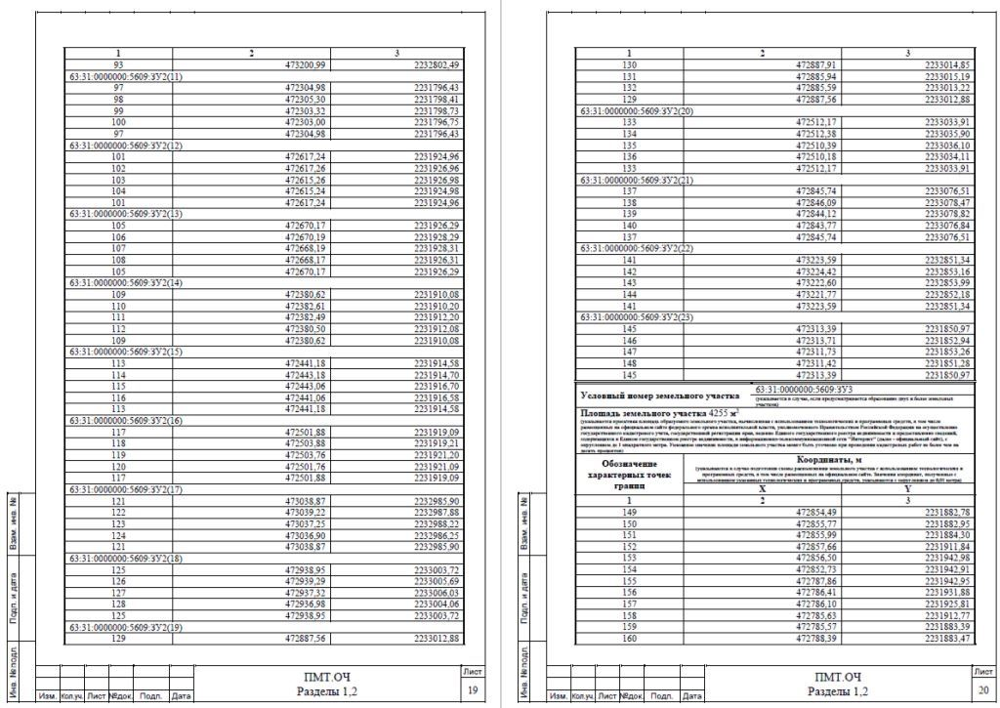 1 2 3
93 473200,99 2232802,49
63:31:0000000:5609:ЗУ2(11)
97 472304,98 2231796,43
98 472305,30 2231798,41
99 472303,32 2231798,73
100 472303,00 2231796,75
97 472304,98 2231796,43
63:31:0000000:5609:ЗУ2(12)
101 472617,24 2231924,96
102 472617,26 2231926,96
103 472615,26 2231926,98
104 472615,24 2231924,98
101 472617,24 2231924,96
63:31:0000000:5609:ЗУ2(13)
105 472670,17 2231926,29
106 472670,19 2231928,29
107 472668,19 2231928,31
108 472668,17 2231926,31
105 472670,17 2231926,29
63:31:0000000:5609:ЗУ2(14)
109 472380,62 2231910,08
110 472382,61 2231910,20
111 472382,49 2231912,20
112 472380,50 2231912,08
109 472380,62 2231910,08
63:31:0000000:5609:ЗУ2(15)
113 472441,18 2231914,58
114 472443,18 2231914,70
115 472443,06 2231916,70
116 472441,06 2231916,58
113 472441,18 2231914,58
63:31:0000000:5609:ЗУ2(16)
117 472501,88 2231919,09
118 472503,88 2231919,21
119 472503,76 2231921,20
120 472501,76 2231921,09
117 472501,88 2231919,09
63:31:0000000:5609:ЗУ2(17)
121 473038,87 2232985,90
122 473039,22 2232987,88
123 473037,25 2232988,22
124 473036,90 2232986,25
121 473038,87 2232985,90
63:31:0000000:5609:ЗУ2(18)
125 472938,95 2233003,72
126 472939,29 2233005,69
127 472937,32 2233006,03
128 472936,98 2233004,06
125 472938,95 2233003,72
63:31:0000000:5609:ЗУ2(19)
129 472887,56 2233012,88
Взам. инв. №
Подп. и дата
Инв. №подл.
Изм. Кол.уч. Лист №док. Подп. Дата
ПМТ.ОЧ
Разделы 1,2
Лист
19
1 2 3
130 472887,91 2233014,85
131 472885,94 2233015,19
132 472885,59 2233013,22
129 472887,56 2233012,88
63:31:0000000:5609:ЗУ2(20)
133 472512,17 2233033,91
134 472512,38 2233035,90
135 472510,39 2233036,10
136 472510,18 2233034,11
133 472512,17 2233033,91
63:31:0000000:5609:ЗУ2(21)
137 472845,74 2233076,51
138 472846,09 2233078,47
139 472844,12 2233078,82
140 472843,77 2233076,84
137 472845,74 2233076,51
63:31:0000000:5609:ЗУ2(22)
141 473223,59 2232851,34
142 473224,42 2232853,16
143 473222,60 2232853,99
144 473221,77 2232852,18
141 473223,59 2232851,34
63:31:0000000:5609:ЗУ2(23)
145 472313,39 2231850,97
146 472313,71 2231852,94
147 472311,73 2231853,26
148 472311,42 2231851,28
145 472313,39 2231850,97
Условный номер земельного участка 63:31:0000000:5609:ЗУ3
(указывается в случае, если предусматривается образование двух и более земельных
участков)
Площадь земельного участка 4255 м²
Обозначение
характерных точек
границ
Координаты, м
X Y
1 2 3
149 472854,49 2231882,78
150 472855,77 2231882,95
151 472855,99 2231884,30
152 472857,66 2231911,84
153 472856,50 2231942,98
154 472852,73 2231942,91
155 472787,86 2231942,95
156 472786,41 2231931,88
157 472786,10 2231925,81
158 472785,63 2231912,77
159 472785,57 2231883,39
160 472788,39 2231883,47
Взам. инв. №
Подп. и дата
Инв. №подл.
Изм. Кол.уч. Лист №док. Подп. Дата
ПМТ.ОЧ
Разделы 1,2
Лист
20